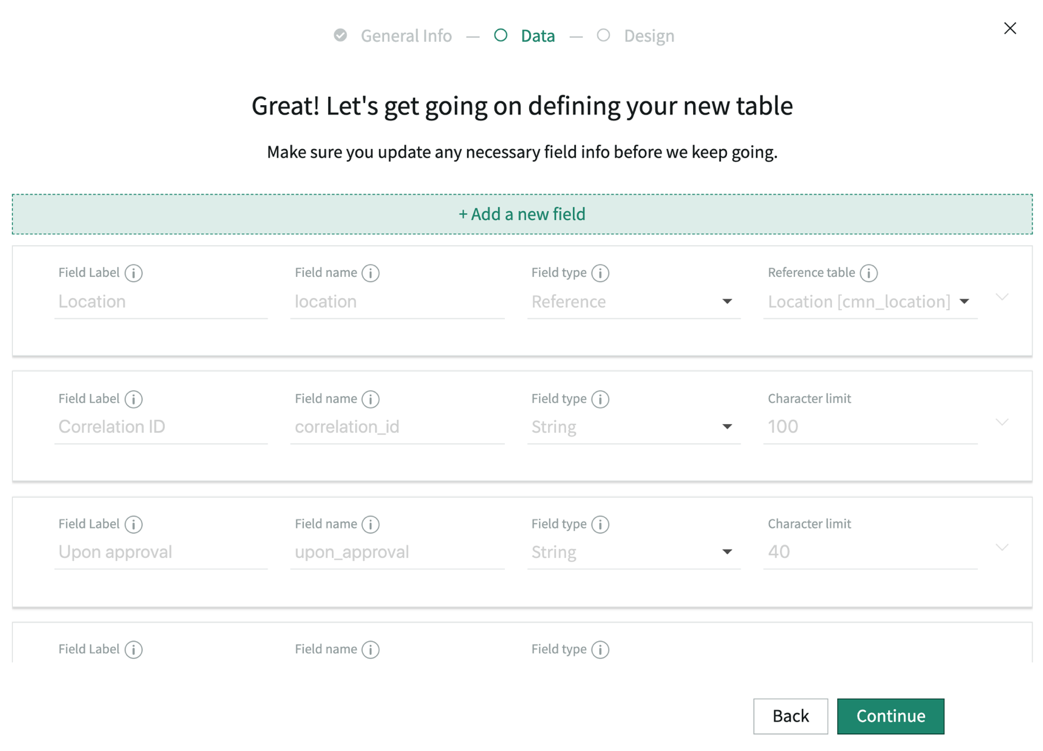 General Info — Data — Design
Great! Let's get going on defining your new table
Make sure you update any necessary field info before we keep going.
+ Add a new field
Field Label Field name Field type Reference table
Location location Reference Location [cmn_location]
Field Label Field name Field type Character limit
Correlation ID correlation_id String 100
Field Label Field name Field type Character limit
Upon approval upon_approval String 40
Field Label Field name Field type
Back Continue